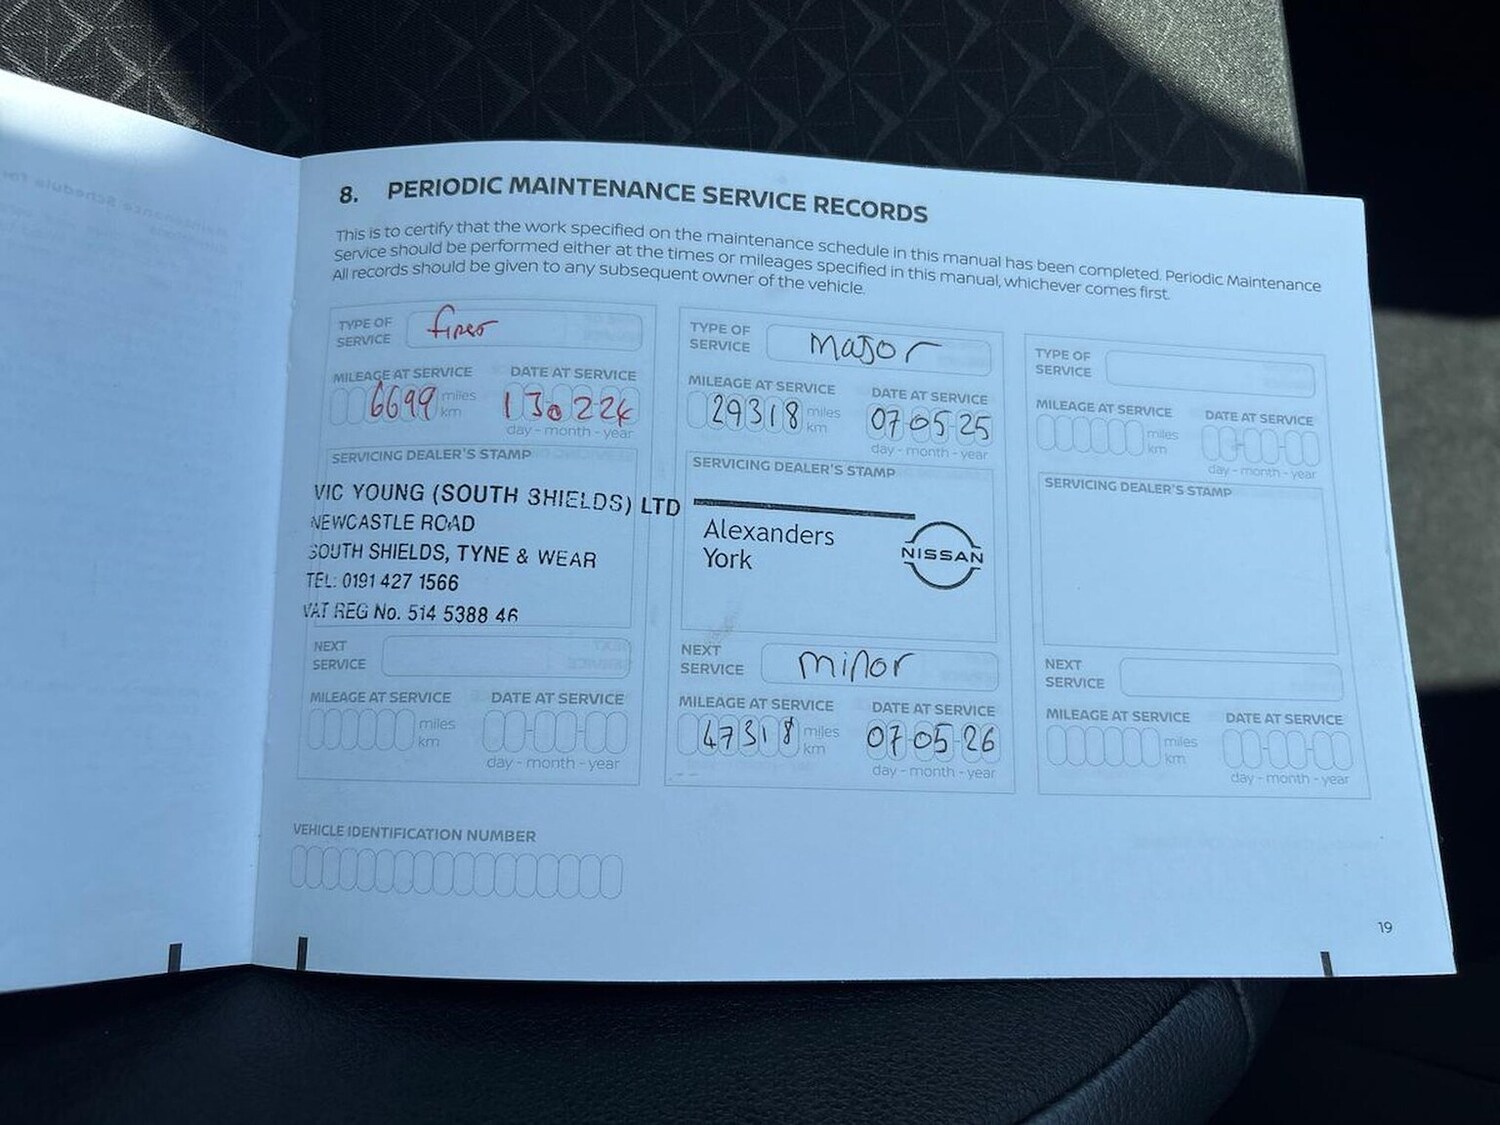 8. PERIODIC MAINTENANCE SERVICE RECORDS
This is to certify that the work specified on the maintenance schedule in this manual has been completed. Periodic Maintenance
Service should be performed either at the times or mileages specified in this manual, whichever comes first.
All records should be given to any subsequent owner of the vehicle.
TYPE OF
SERVICE
MILEAGE AT SERVICE DATE AT SERVICE
6699 miles
km
13 02 24
day - month - year
SERVICING DEALER'S STAMP
VIC YOUNG (SOUTH SHIELDS) LTD
NEWCASTLE ROAD
SOUTH SHIELDS, TYNE & WEAR
TEL: 0191 427 1566
VAT REG No. 514 5388 46
NEXT
SERVICE
MILEAGE AT SERVICE DATE AT SERVICE
miles
km
day - month - year
TYPE OF
SERVICE
major
MILEAGE AT SERVICE DATE AT SERVICE
29318 miles
km
07-05-25
day - month - year
SERVICING DEALER'S STAMP
Alexanders
York
NISSAN
NEXT
SERVICE
minor
MILEAGE AT SERVICE DATE AT SERVICE
47318 miles
km
07-05-26
day - month - year
TYPE OF
SERVICE
MILEAGE AT SERVICE DATE AT SERVICE
miles
km
day - month - year
SERVICING DEALER'S STAMP
NEXT
SERVICE
MILEAGE AT SERVICE DATE AT SERVICE
miles
km
day - month - year
VEHICLE IDENTIFICATION NUMBER
19